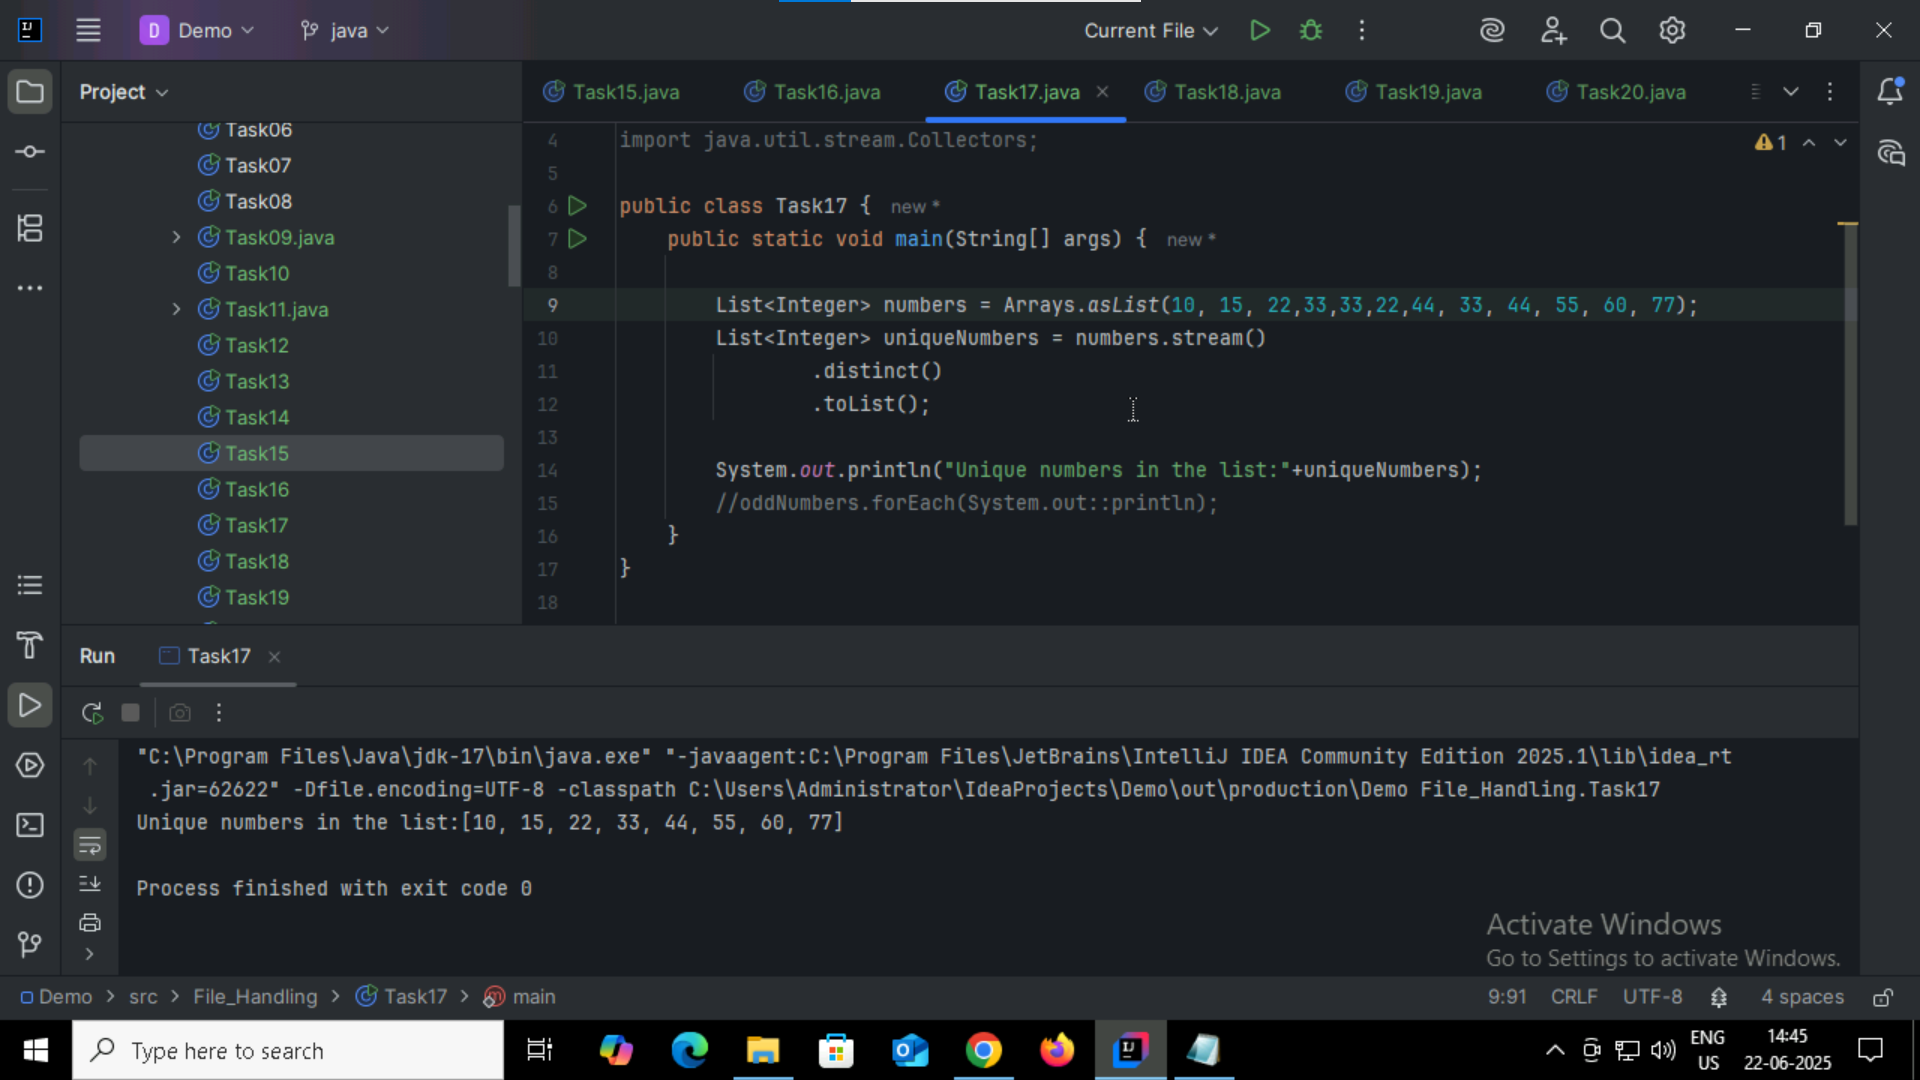 D Demo java Current File
Project
Task15.java Task16.java Task17.java Task18.java Task19.java Task20.java
Task06
Task07
Task08
Task09.java
Task10
Task11.java
Task12
Task13
Task14
Task15
Task16
Task17
Task18
Task19
1
4 import java.util.stream.Collectors;
5
6 public class Task17 { new *
7 public static void main(String[] args) { new *
8
9 List<Integer> numbers = Arrays.asList(10, 15, 22,33,33,22,44, 33, 44, 55, 60, 77);
10 List<Integer> uniqueNumbers = numbers.stream()
11 .distinct()
12 .toList();
13
14 System.out.println("Unique numbers in the list:"+uniqueNumbers);
15 //oddNumbers.forEach(System.out::println);
16 }
17 }
18
Run Task17
"C:\Program Files\Java\jdk-17\bin\java.exe" "-javaagent:C:\Program Files\JetBrains\IntelliJ IDEA Community Edition 2025.1\lib\idea_rt
.jar=62622" -Dfile.encoding=UTF-8 -classpath C:\Users\Administrator\IdeaProjects\Demo\out\production\Demo File_Handling.Task17
Unique numbers in the list:[10, 15, 22, 33, 44, 55, 60, 77]
Process finished with exit code 0
Activate Windows
Go to Settings to activate Windows.
Demo > src > File_Handling > Task17 > main 9:91 CRLF UTF-8 4 spaces
Type here to search
ENG
US
14:45
22-06-2025